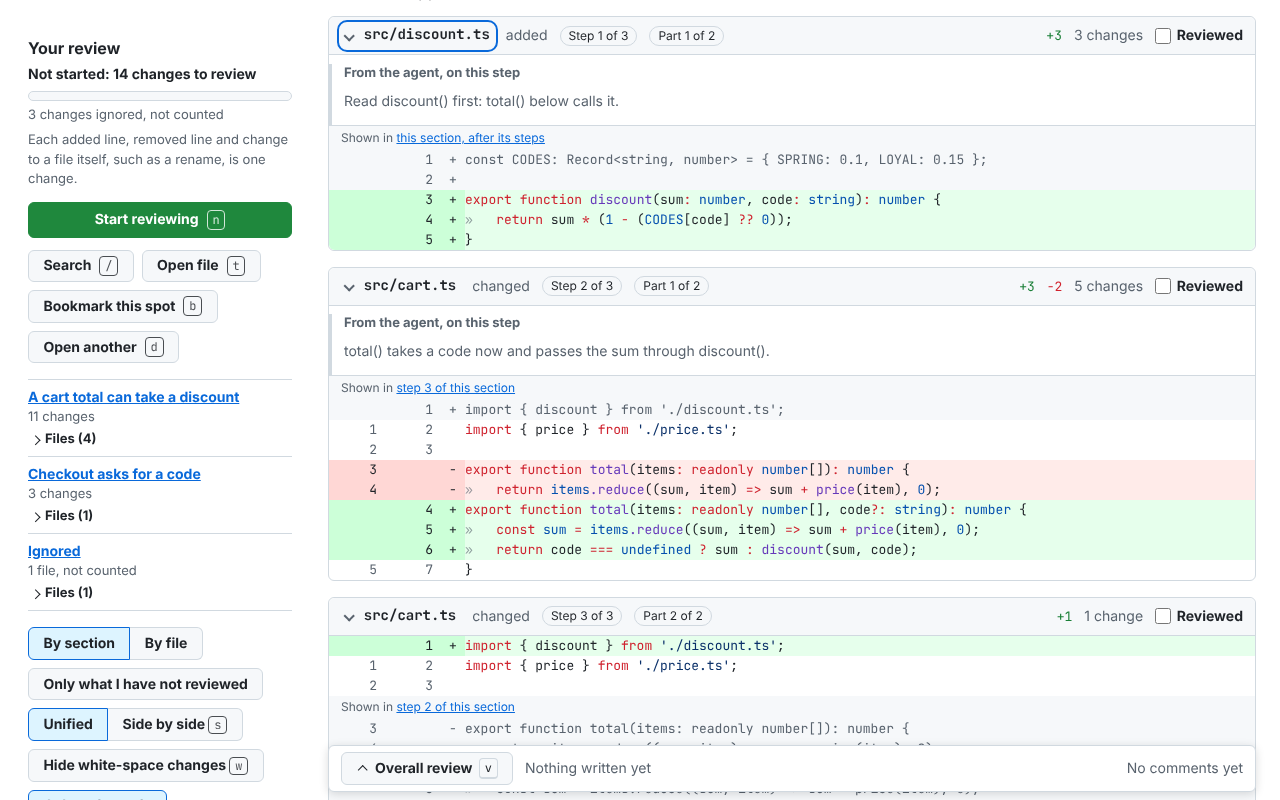 Your review
Not started: 14 changes to review
3 changes ignored, not counted
Each added line, removed line and change
to a file itself, such as a rename, is one
change.
Start reviewing n
Search / Open file t
Bookmark this spot b
Open another d
A cart total can take a discount
11 changes
Files (4)
Checkout asks for a code
3 changes
Files (1)
Ignored
1 file, not counted
Files (1)
By section By file
Only what I have not reviewed
Unified Side by side s
Hide white-space changes w
src/discount.ts added Step 1 of 3 Part 1 of 2 +3 3 changes Reviewed
From the agent, on this step
Read discount() first: total() below calls it.
Shown in this section, after its steps
1 + const CODES: Record<string, number> = { SPRING: 0.1, LOYAL: 0.15 };
2 +
3 + export function discount(sum: number, code: string): number {
4 + » return sum * (1 - (CODES[code] ?? 0));
5 + }
src/cart.ts changed Step 2 of 3 Part 1 of 2 +3 -2 5 changes Reviewed
From the agent, on this step
total() takes a code now and passes the sum through discount().
Shown in step 3 of this section
1 + import { discount } from './discount.ts';
1 2 import { price } from './price.ts';
2 3
3 - export function total(items: readonly number[]): number {
4 - » return items.reduce((sum, item) => sum + price(item), 0);
4 + export function total(items: readonly number[], code?: string): number {
5 + » const sum = items.reduce((sum, item) => sum + price(item), 0);
6 + » return code === undefined ? sum : discount(sum, code);
5 7 }
src/cart.ts changed Step 3 of 3 Part 2 of 2 +1 1 change Reviewed
1 + import { discount } from './discount.ts';
1 2 import { price } from './price.ts';
2 3
Shown in step 2 of this section
3 - export function total(items: readonly number[]): number {
Overall review v Nothing written yet No comments yet